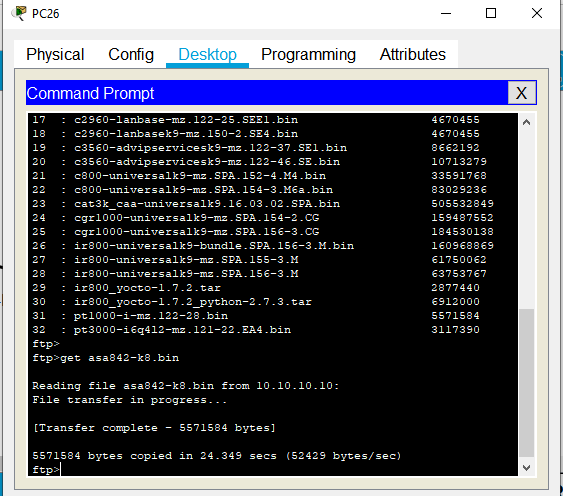 PC26
Physical Config Desktop Programming Attributes
Command Prompt X
17 : c2960-lanbase-mz.122-25.SEE1.bin 4670455
18 : c2960-lanbasek9-mz.150-2.SE4.bin 4670455
19 : c3560-advipservicesk9-mz.122-37.SE1.bin 8662192
20 : c3560-advipservicesk9-mz.122-46.SE.bin 10713279
21 : c800-universalk9-mz.SPA.152-4.M4.bin 33591768
22 : c800-universalk9-mz.SPA.154-3.M6a.bin 83029236
23 : cat3k_caa-universalk9.16.03.02.SPA.bin 505532849
24 : cgr1000-universalk9-mz.SPA.154-2.CG 159487552
25 : cgr1000-universalk9-mz.SPA.156-3.CG 184530138
26 : ir800-universalk9-bundle.SPA.156-3.M.bin 160968869
27 : ir800-universalk9-mz.SPA.155-3.M 61750062
28 : ir800-universalk9-mz.SPA.156-3.M 63753767
29 : ir800_yocto-1.7.2.tar 2877440
30 : ir800_yocto-1.7.2_python-2.7.3.tar 6912000
31 : pt1000-i-mz.122-28.bin 5571584
32 : pt3000-i6q4l2-mz.121-22.EA4.bin 3117390
ftp>
ftp>get asa842-k8.bin
Reading file asa842-k8.bin from 10.10.10.10:
File transfer in progress...
[Transfer complete - 5571584 bytes]
5571584 bytes copied in 24.349 secs (52429 bytes/sec)
ftp>